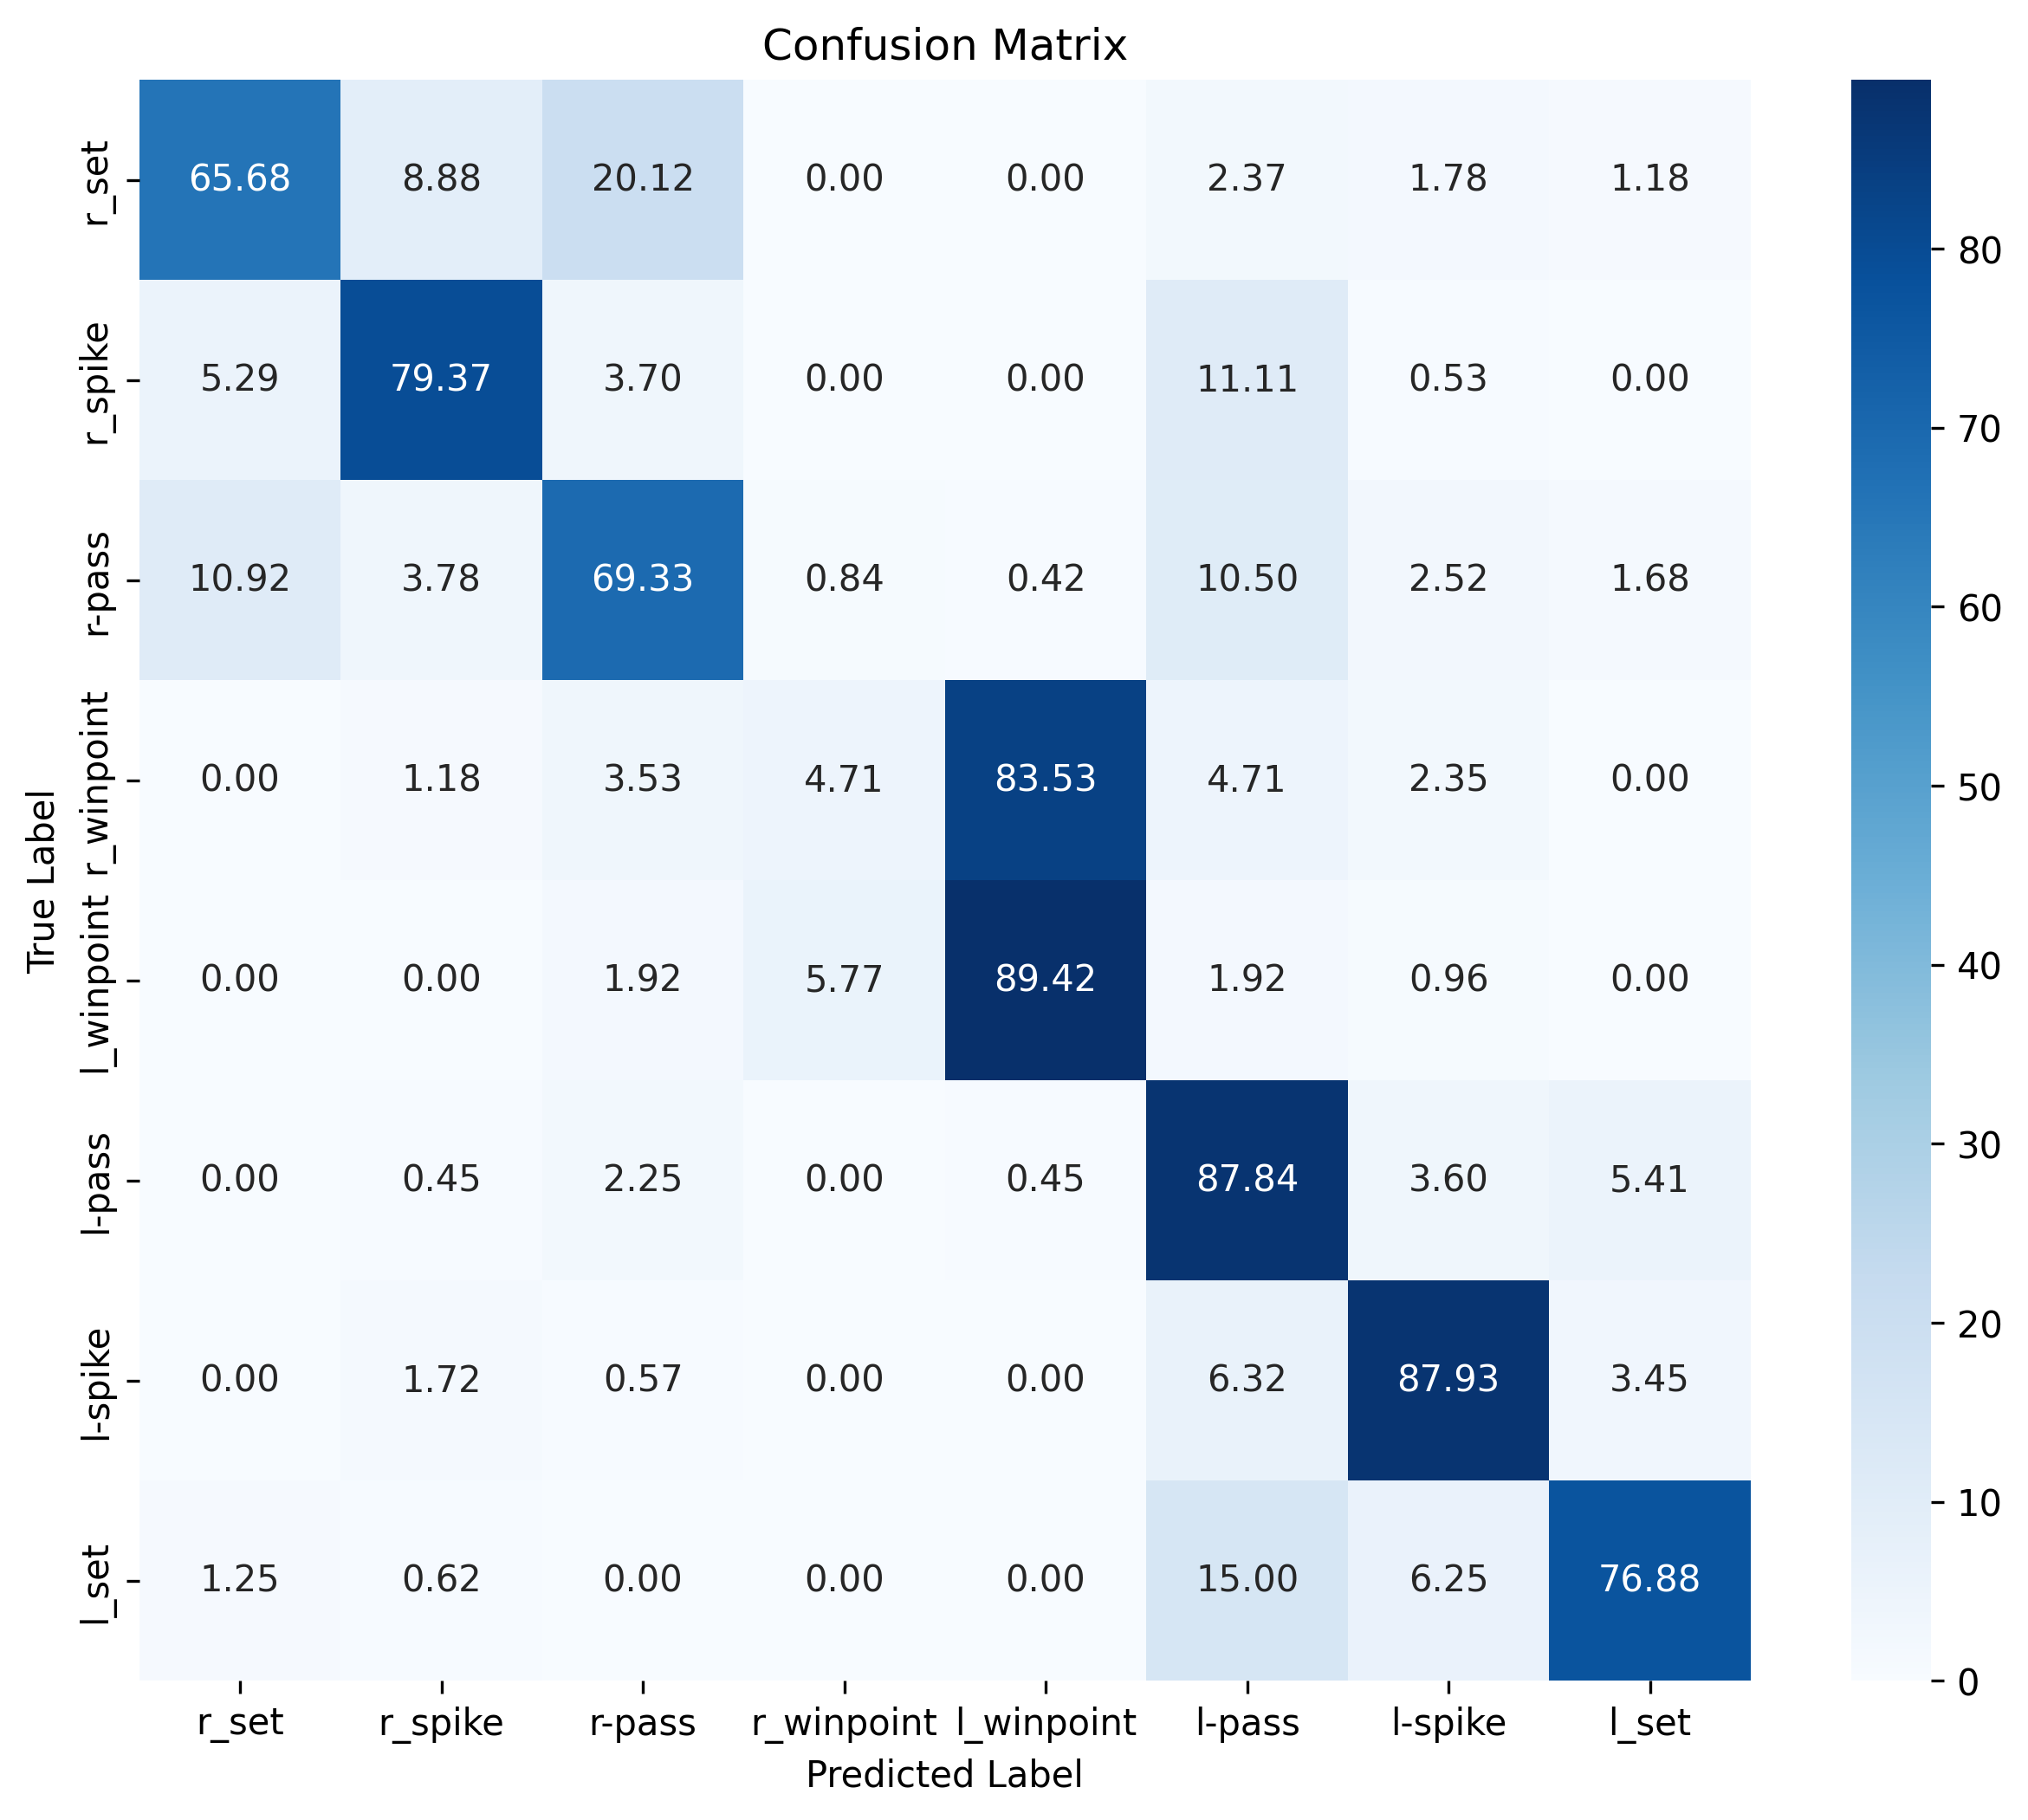 Confusion Matrix
r_set 65.68 8.88 20.12 0.00 0.00 2.37 1.78 1.18
r_spike 5.29 79.37 3.70 0.00 0.00 11.11 0.53 0.00
r-pass 10.92 3.78 69.33 0.84 0.42 10.50 2.52 1.68
r_winpoint 0.00 1.18 3.53 4.71 83.53 4.71 2.35 0.00
l_winpoint 0.00 0.00 1.92 5.77 89.42 1.92 0.96 0.00
l-pass 0.00 0.45 2.25 0.00 0.45 87.84 3.60 5.41
l-spike 0.00 1.72 0.57 0.00 0.00 6.32 87.93 3.45
l_set 1.25 0.62 0.00 0.00 0.00 15.00 6.25 76.88
r_set r_spike r-pass r_winpoint l_winpoint l-pass l-spike l_set
Predicted Label
True Label
80
70
60
50
40
30
20
10
0